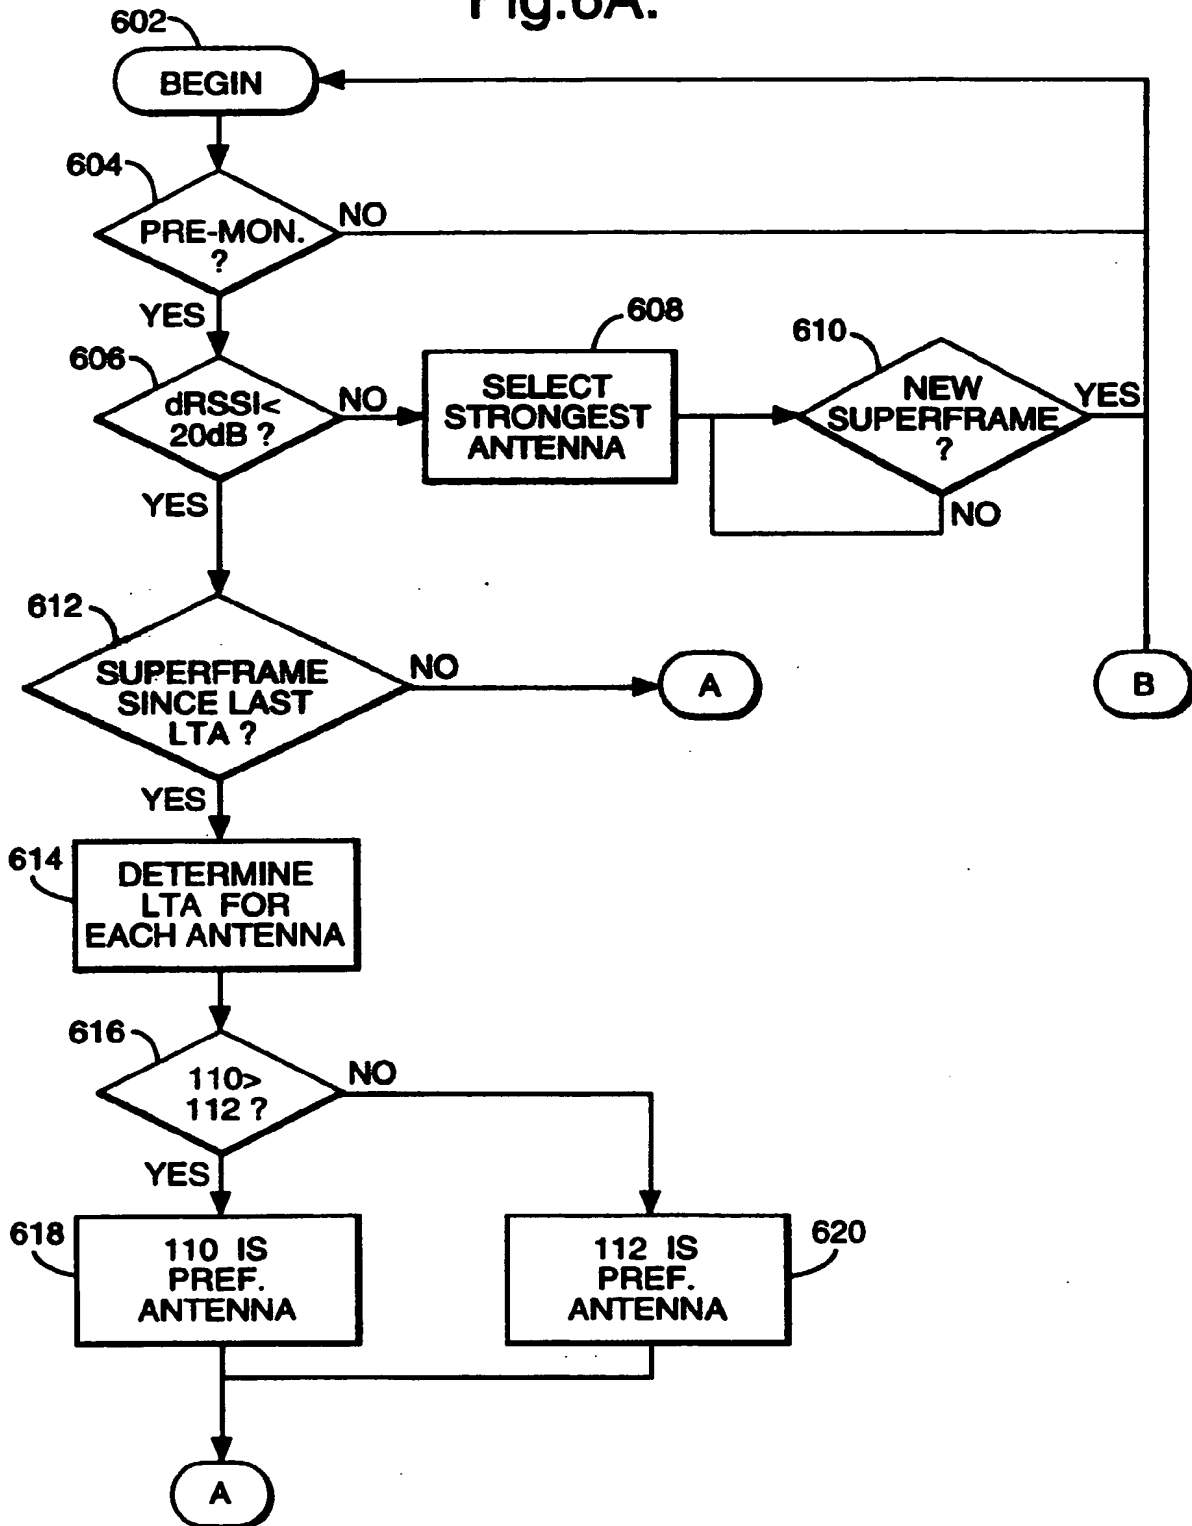 Fig.6A.
602
BEGIN
604
PRE-MON.
?
NO
YES
606
dRSSI<
20dB ?
NO
608
SELECT
STRONGEST
ANTENNA
610
NEW
SUPERFRAME
?
YES
NO
YES
612
SUPERFRAME
SINCE LAST
LTA ?
NO
A
B
YES
614
DETERMINE
LTA FOR
EACH ANTENNA
616
110>
112 ?
NO
YES
618
110 IS
PREF.
ANTENNA
112 IS
PREF.
ANTENNA
620
A